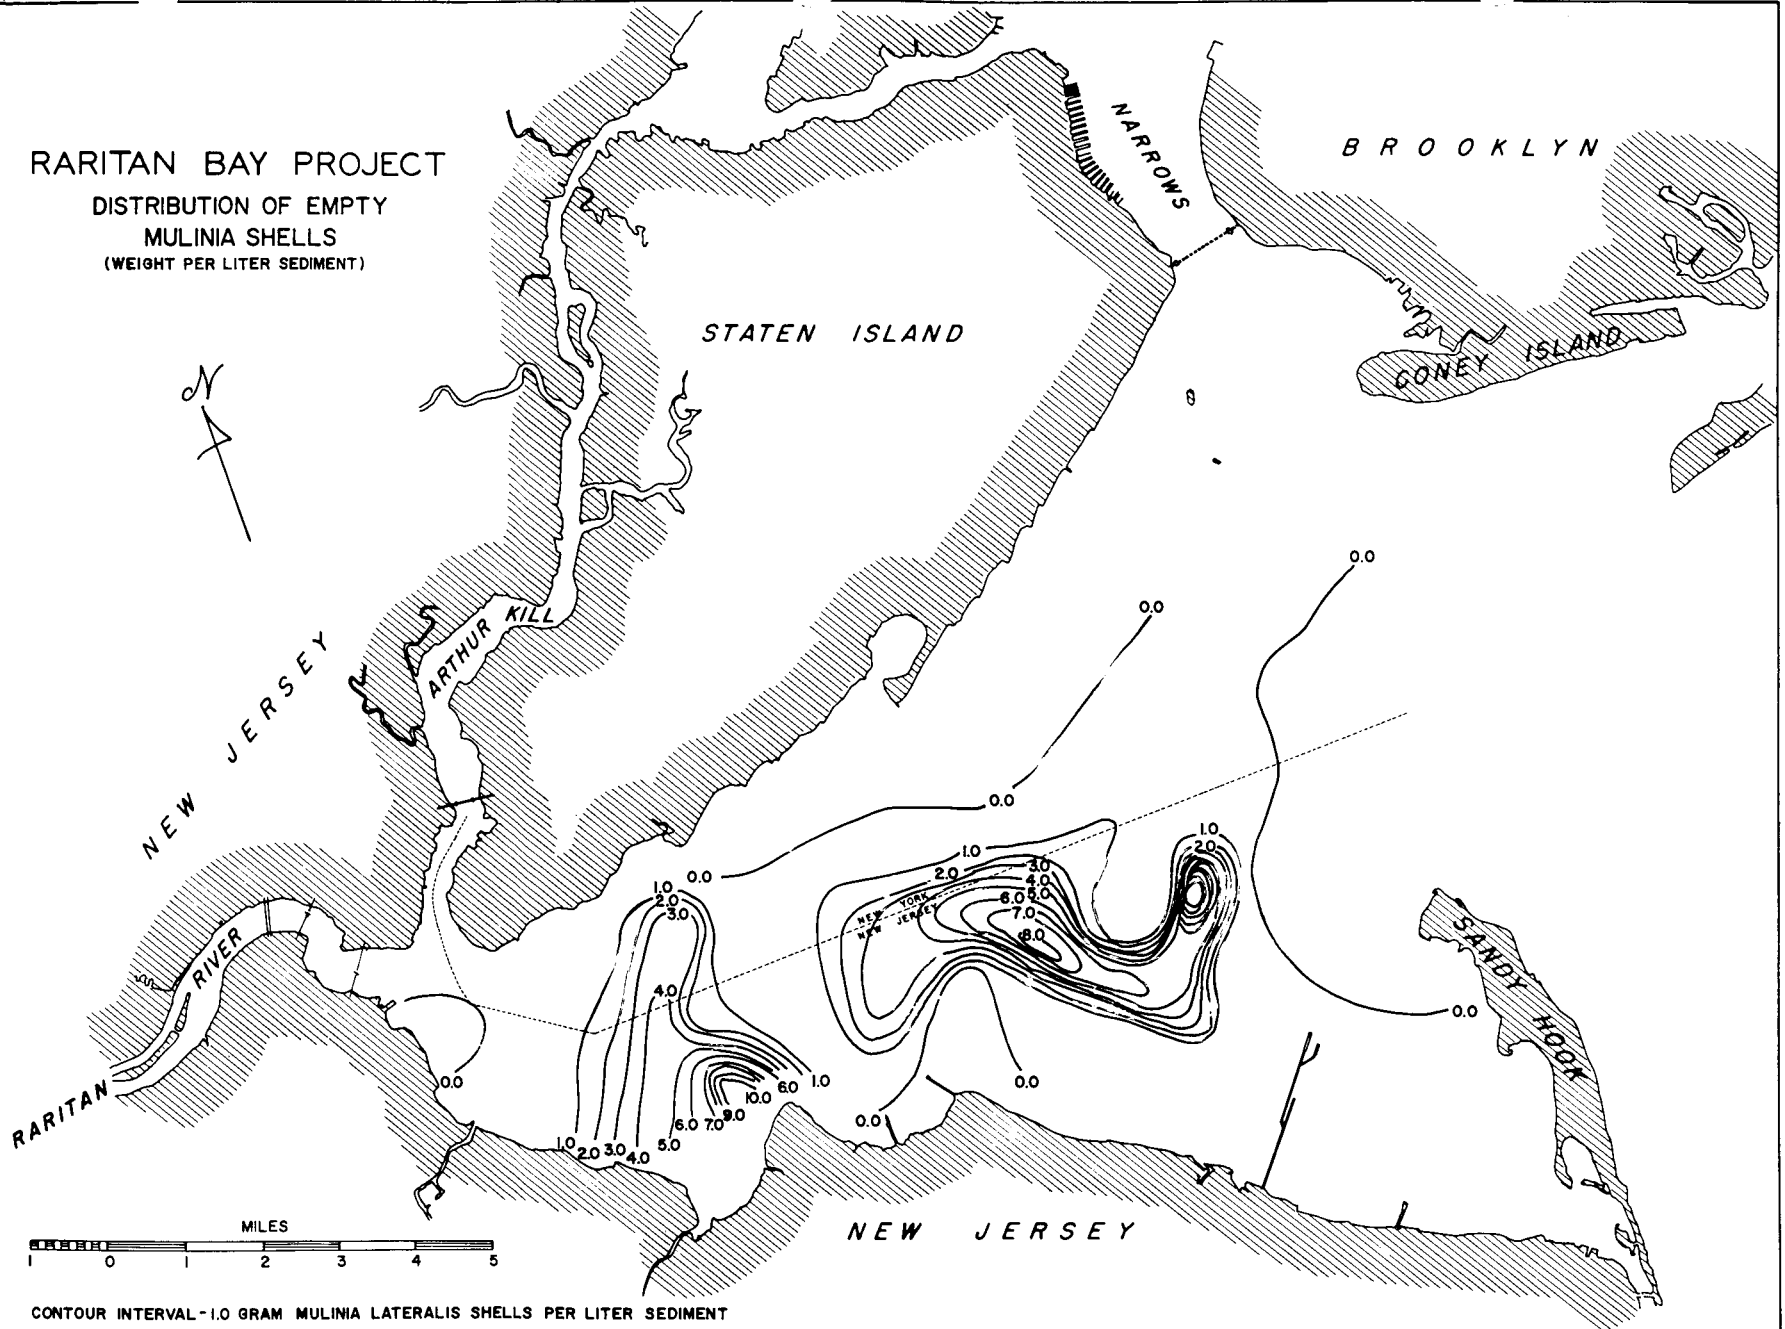 RARITAN BAY PROJECT
DISTRIBUTION OF EMPTY
MULINIA SHELLS
(WEIGHT PER LITER SEDIMENT)
N
NARROWS
BROOKLYN
STATEN ISLAND
CONEY ISLAND
ARTHUR KILL
NEW JERSEY
RARITAN RIVER
SANDY HOOK
0.0
0.0
0.0
0.0
1.0
2.0
3.0
4.0
1.0
2.0
3.0
4.0
5.0
6.0
7.0
8.0
NEW YORK
NEW JERSEY
1.0
2.0
0.0
0.0
0.0
0.0
1.0
6.0
10.0
9.0
7.0
6.0
5.0
4.0
3.0
2.0
1.0
NEW JERSEY
MILES
1 0 1 2 3 4 5
CONTOUR INTERVAL-1.0 GRAM MULINIA LATERALIS SHELLS PER LITER SEDIMENT